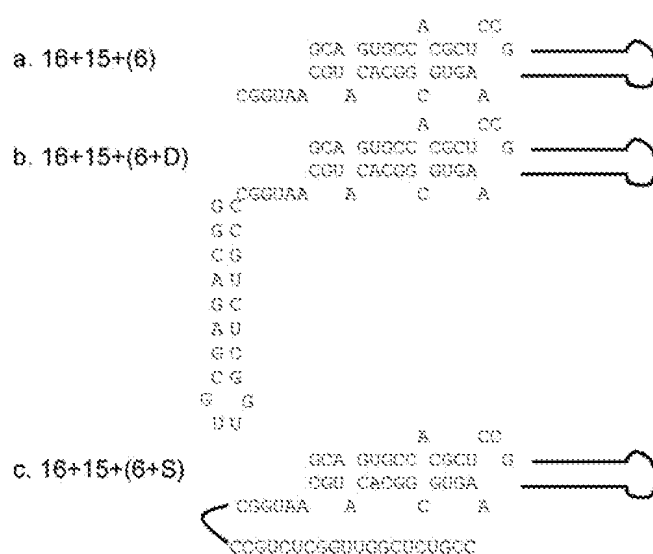 A CC
a. 16+15+(6) GCA GUGCC CGCU G
CGU CACGG GUGA
CGGUAA A C A
A CC
b. 16+15+(6+D) GCA GUGCC CGCU G
CGU CACGG GUGA
CGGUAA A C A
G C
G C
C G
A U
G C
A U
G C
C G
G G
U U
A CC
c. 16+15+(6+S) GCA GUGCC CGCU G
CGU CACGG GUGA
CGGUAA A C A
CCGUCUCGGUUGGCUCUGCC